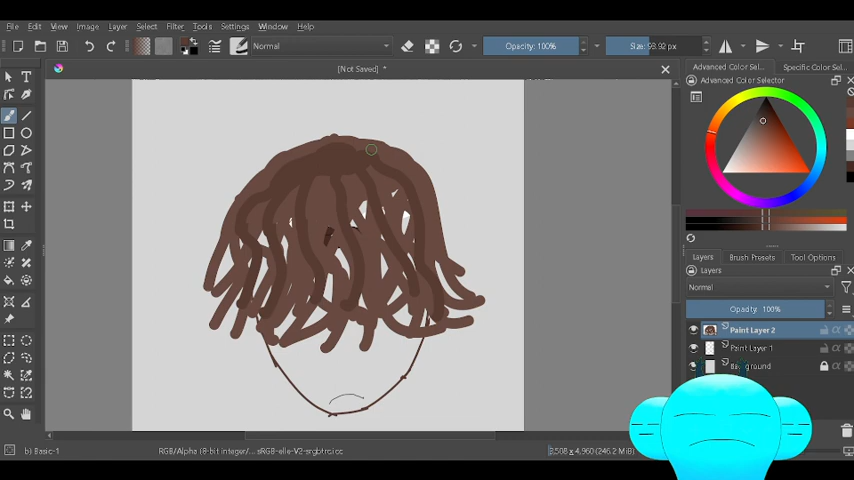 File Edit View Image Layer Select Filter Tools Settings Window Help
Normal Opacity: 100% Size: 93.92 px
[Not Saved] *
Advanced Color Sel... Specific Color Sel...
Advanced Color Selector
Layers Brush Presets Tool Options
Layers
Normal
Opacity: 100%
Paint Layer 2
Paint Layer 1
Background
b) Basic-1 RGB/Alpha (8-bit integer/... sRGB-elle-V2-srgbtrc.icc 3,508 x 4,960 (246.2 MiB)